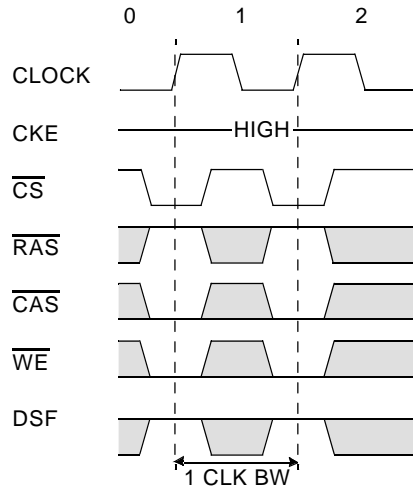 0 1 2
CLOCK
CKE HIGH
CS
RAS
CAS
WE
DSF
1 CLK BW